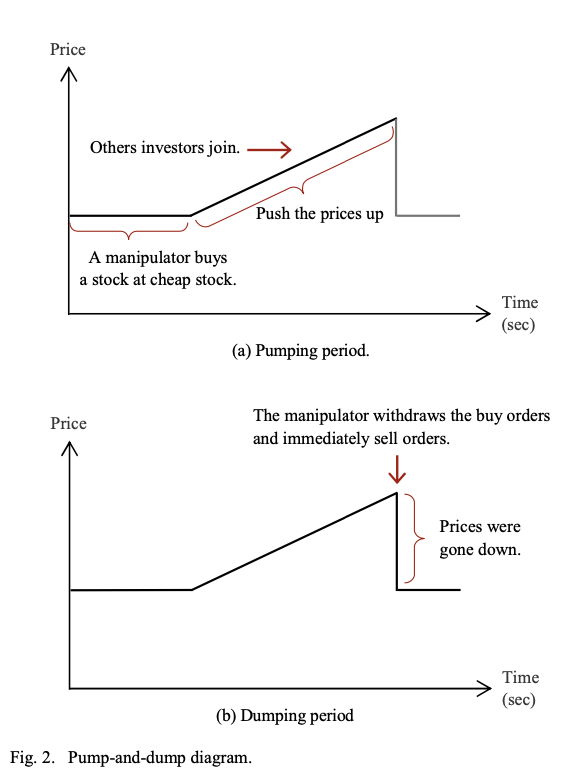 Price
Others investors join.
Push the prices up
A manipulator buys
a stock at cheap stock.
Time
(sec)
(a) Pumping period.
The manipulator withdraws the buy orders
and immediately sell orders.
Price
Prices were
gone down.
Time
(sec)
(b) Dumping period
Fig. 2. Pump-and-dump diagram.